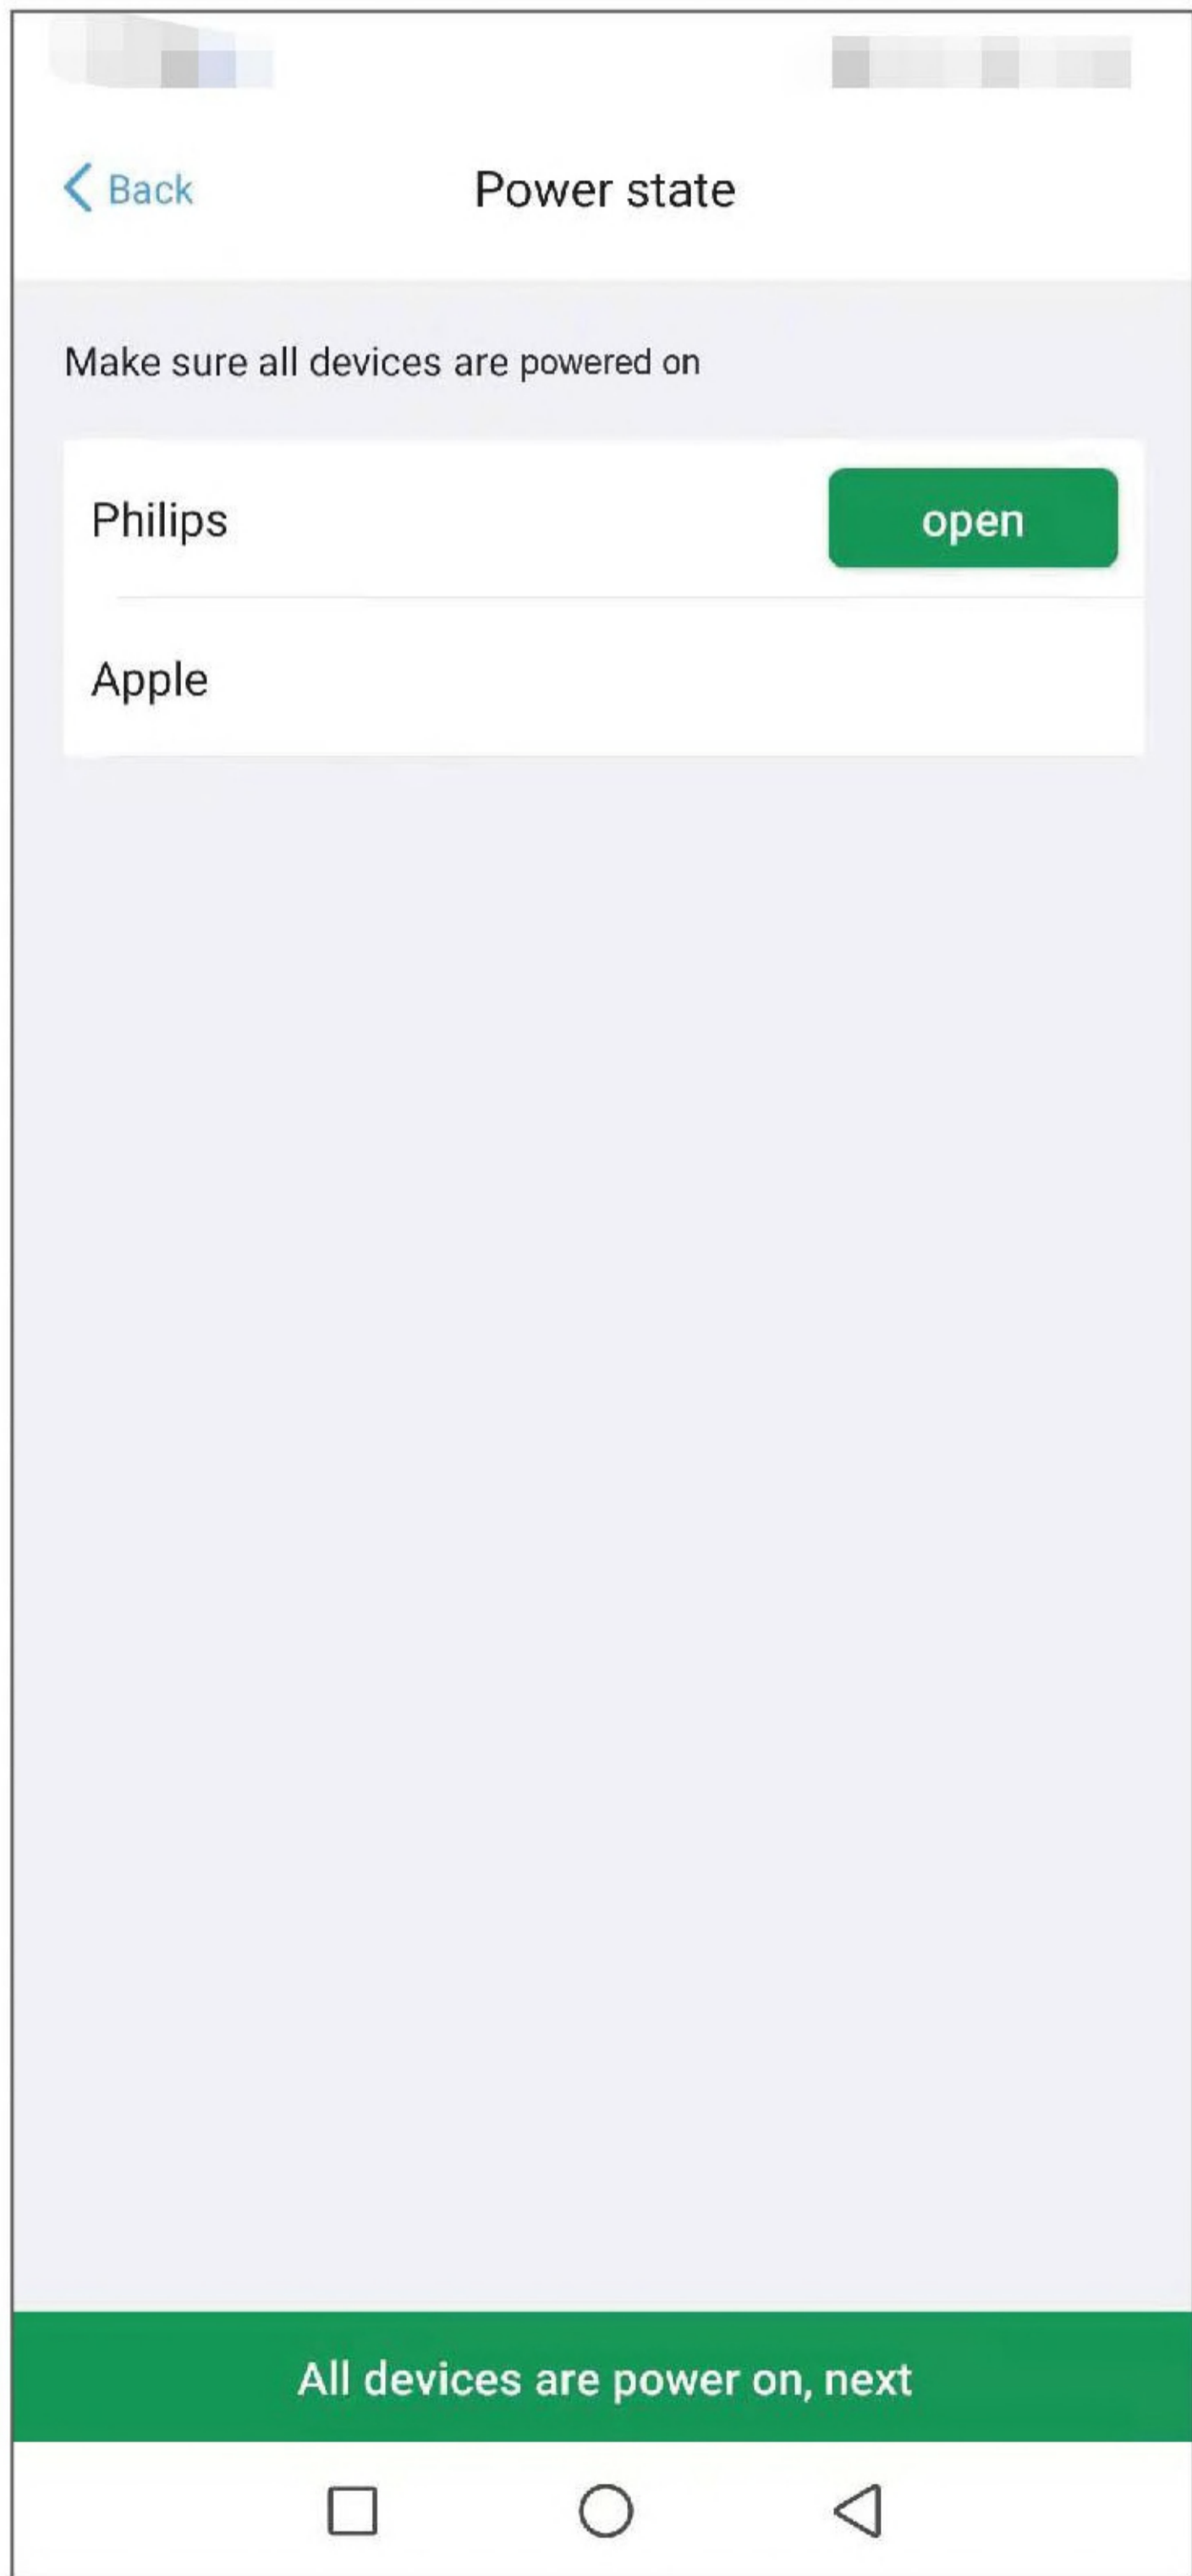 Back
Power state
Make sure all devices are powered on
Philips
open
Apple
All devices are power on, next